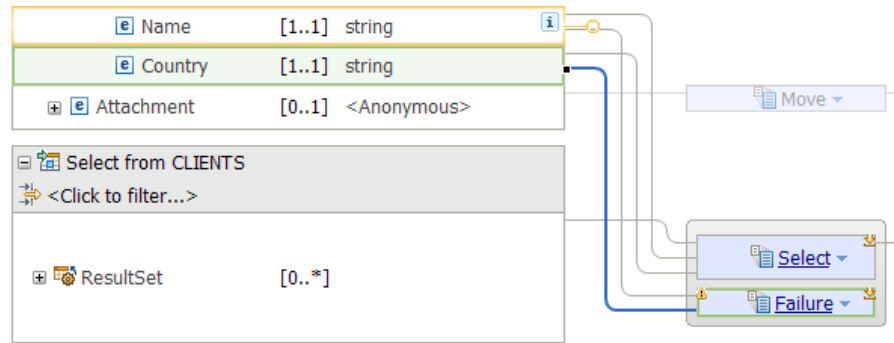 e Name [1..1] string i
e Country [1..1] string
e Attachment [0..1] <Anonymous>
Move
Select from CLIENTS
<Click to filter...>
Select
ResultSet [0..*]
Failure